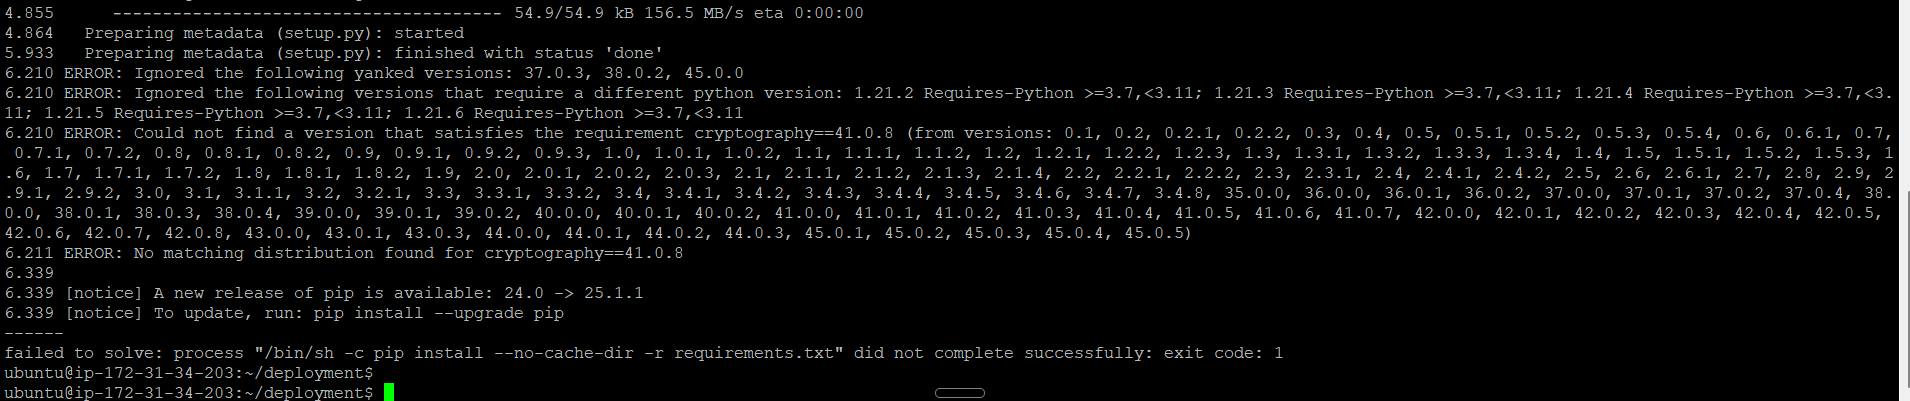 4.855      --------------------------------------- 54.9/54.9 kB 156.5 MB/s eta 0:00:00
4.864   Preparing metadata (setup.py): started
5.933   Preparing metadata (setup.py): finished with status 'done'
6.210 ERROR: Ignored the following yanked versions: 37.0.3, 38.0.2, 45.0.0
6.210 ERROR: Ignored the following versions that require a different python version: 1.21.2 Requires-Python >=3.7,<3.11; 1.21.3 Requires-Python >=3.7,<3.11; 1.21.4 Requires-Python >=3.7,<3.
11; 1.21.5 Requires-Python >=3.7,<3.11; 1.21.6 Requires-Python >=3.7,<3.11
6.210 ERROR: Could not find a version that satisfies the requirement cryptography==41.0.8 (from versions: 0.1, 0.2, 0.2.1, 0.2.2, 0.3, 0.4, 0.5, 0.5.1, 0.5.2, 0.5.3, 0.5.4, 0.6, 0.6.1, 0.7,
 0.7.1, 0.7.2, 0.8, 0.8.1, 0.8.2, 0.9, 0.9.1, 0.9.2, 0.9.3, 1.0, 1.0.1, 1.0.2, 1.1, 1.1.1, 1.1.2, 1.2, 1.2.1, 1.2.2, 1.2.3, 1.3, 1.3.1, 1.3.2, 1.3.3, 1.3.4, 1.4, 1.5, 1.5.1, 1.5.2, 1.5.3, 1
.6, 1.7, 1.7.1, 1.7.2, 1.8, 1.8.1, 1.8.2, 1.9, 2.0, 2.0.1, 2.0.2, 2.0.3, 2.1, 2.1.1, 2.1.2, 2.1.3, 2.1.4, 2.2, 2.2.1, 2.2.2, 2.3, 2.3.1, 2.4, 2.4.1, 2.4.2, 2.5, 2.6, 2.6.1, 2.7, 2.8, 2.9, 2
.9.1, 2.9.2, 3.0, 3.1, 3.1.1, 3.2, 3.2.1, 3.3, 3.3.1, 3.3.2, 3.4, 3.4.1, 3.4.2, 3.4.3, 3.4.4, 3.4.5, 3.4.6, 3.4.7, 3.4.8, 35.0.0, 36.0.0, 36.0.1, 36.0.2, 37.0.0, 37.0.1, 37.0.2, 37.0.4, 38.
0.0, 38.0.1, 38.0.3, 38.0.4, 39.0.0, 39.0.1, 39.0.2, 40.0.0, 40.0.1, 40.0.2, 41.0.0, 41.0.1, 41.0.2, 41.0.3, 41.0.4, 41.0.5, 41.0.6, 41.0.7, 42.0.0, 42.0.1, 42.0.2, 42.0.3, 42.0.4, 42.0.5,
42.0.6, 42.0.7, 42.0.8, 43.0.0, 43.0.1, 43.0.3, 44.0.0, 44.0.1, 44.0.2, 44.0.3, 45.0.1, 45.0.2, 45.0.3, 45.0.4, 45.0.5)
6.211 ERROR: No matching distribution found for cryptography==41.0.8
6.339
6.339 [notice] A new release of pip is available: 24.0 -> 25.1.1
6.339 [notice] To update, run: pip install --upgrade pip
------
failed to solve: process "/bin/sh -c pip install --no-cache-dir -r requirements.txt" did not complete successfully: exit code: 1
ubuntu@ip-172-31-34-203:~/deployment$
ubuntu@ip-172-31-34-203:~/deployment$